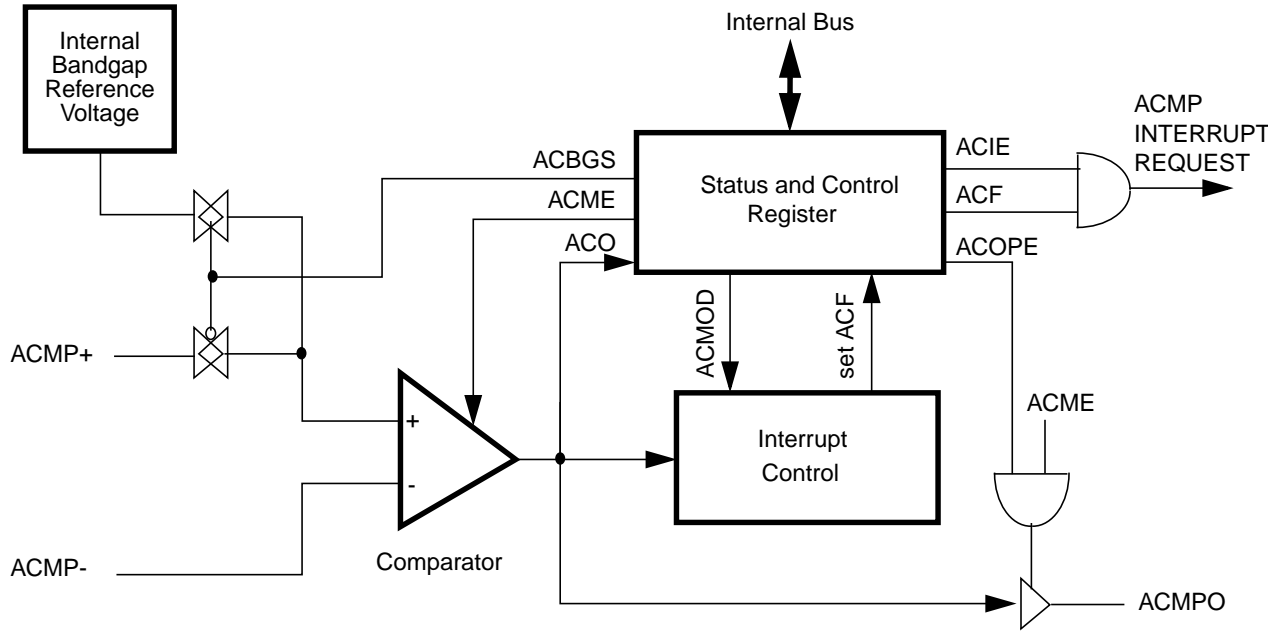 Internal
Bandgap
Reference
Voltage
Internal Bus
ACMP
INTERRUPT
REQUEST
ACBGS
ACME
ACO
Status and Control
Register
ACIE
ACF
ACOPE
ACMOD
set ACF
ACMP+
ACME
+
-
Interrupt
Control
Comparator
ACMP-
ACMPO